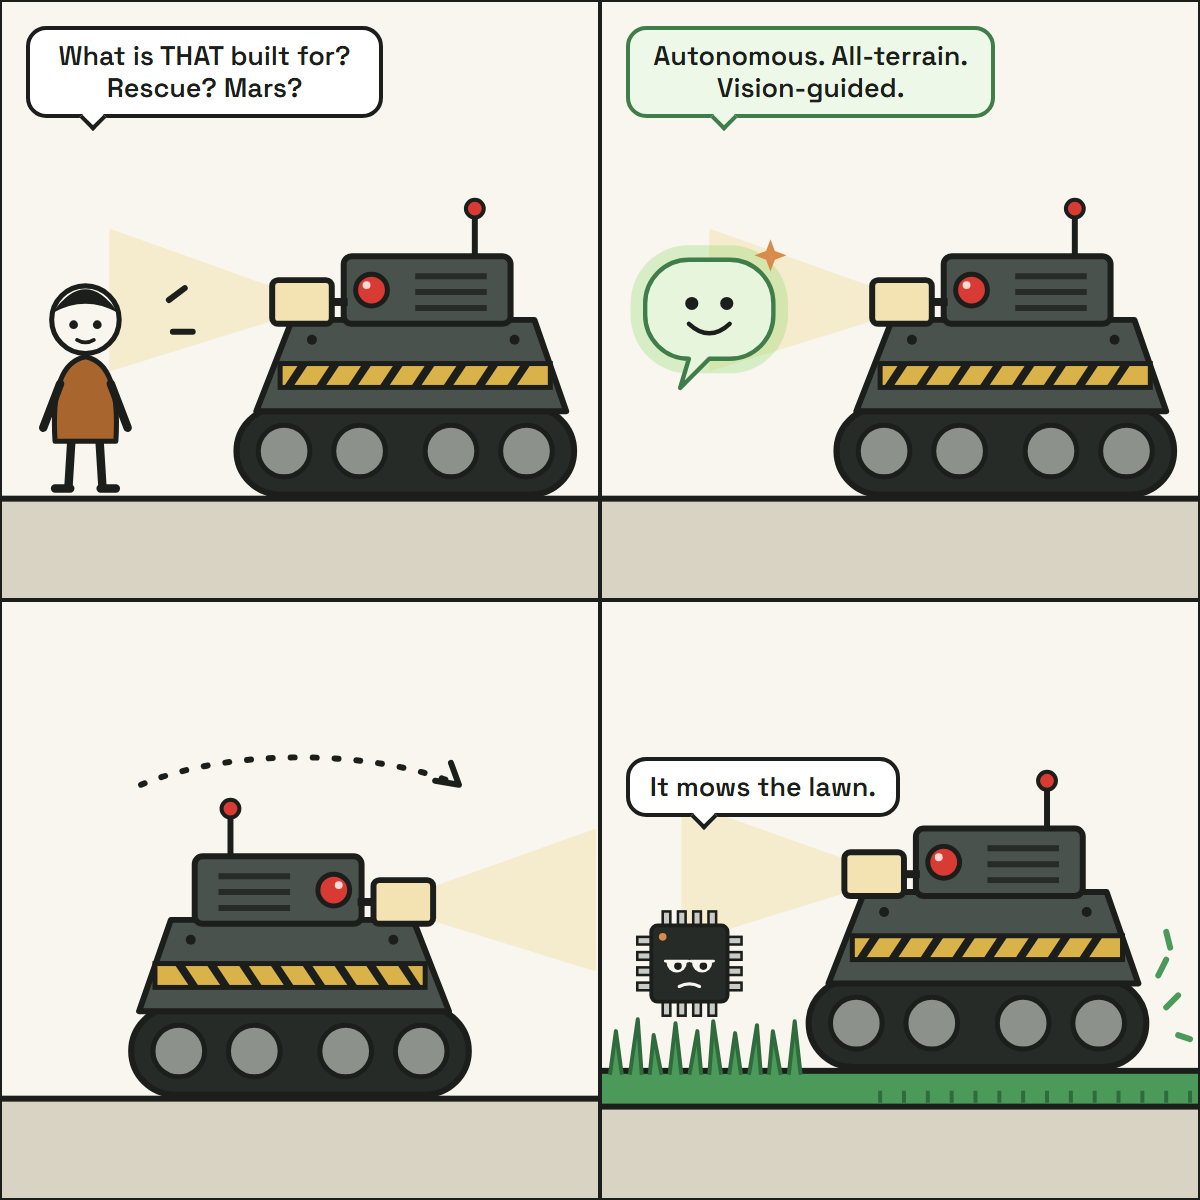 What is THAT built for?
Rescue? Mars?
Autonomous. All-terrain.
Vision-guided.
It mows the lawn.